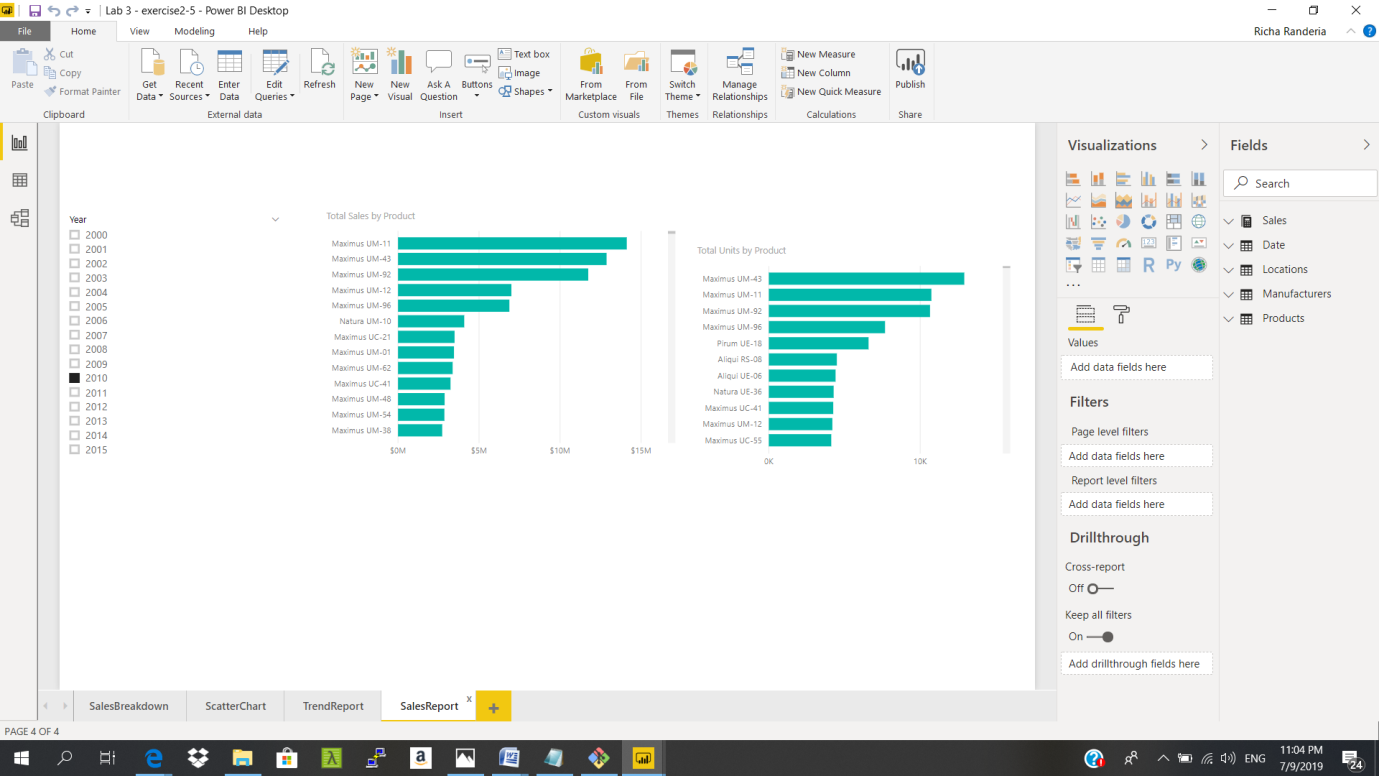 Lab 3 - exercise2-5 - Power BI Desktop
File
Home
View
Modeling
Help
Richa Randeria
Paste
Cut
Copy
Format Painter
Clipboard
Get Data
Recent Sources
Enter Data
Edit Queries
Refresh
External data
New Page
New Visual
Ask A Question
Buttons
Text box
Image
Shapes
Insert
From Marketplace
From File
Custom visuals
Switch Theme
Themes
Manage Relationships
Relationships
New Measure
New Column
New Quick Measure
Calculations
Publish
Share
Year
2000
2001
2002
2003
2004
2005
2006
2007
2008
2009
2010
2011
2012
2013
2014
2015
Total Sales by Product
Maximus UM-11
Maximus UM-43
Maximus UM-92
Maximus UM-12
Maximus UM-96
Natura UM-10
Maximus UC-21
Maximus UM-01
Maximus UM-62
Maximus UC-41
Maximus UM-48
Maximus UM-54
Maximus UM-38
$0M $5M $10M $15M
Total Units by Product
Maximus UM-43
Maximus UM-11
Maximus UM-92
Maximus UM-96
Pirum UE-18
Aliqui RS-08
Aliqui UE-06
Natura UE-36
Maximus UC-41
Maximus UM-12
Maximus UC-55
0K 10K
Visualizations
R Py
123
Values
Add data fields here
Filters
Page level filters
Add data fields here
Report level filters
Add data fields here
Drillthrough
Cross-report
Off
Keep all filters
On
Add drillthrough fields here
Fields
Search
Sales
Date
Locations
Manufacturers
Products
SalesBreakdown
ScatterChart
TrendReport
SalesReport x
+
PAGE 4 OF 4
ENG
11:04 PM
7/9/2019
24